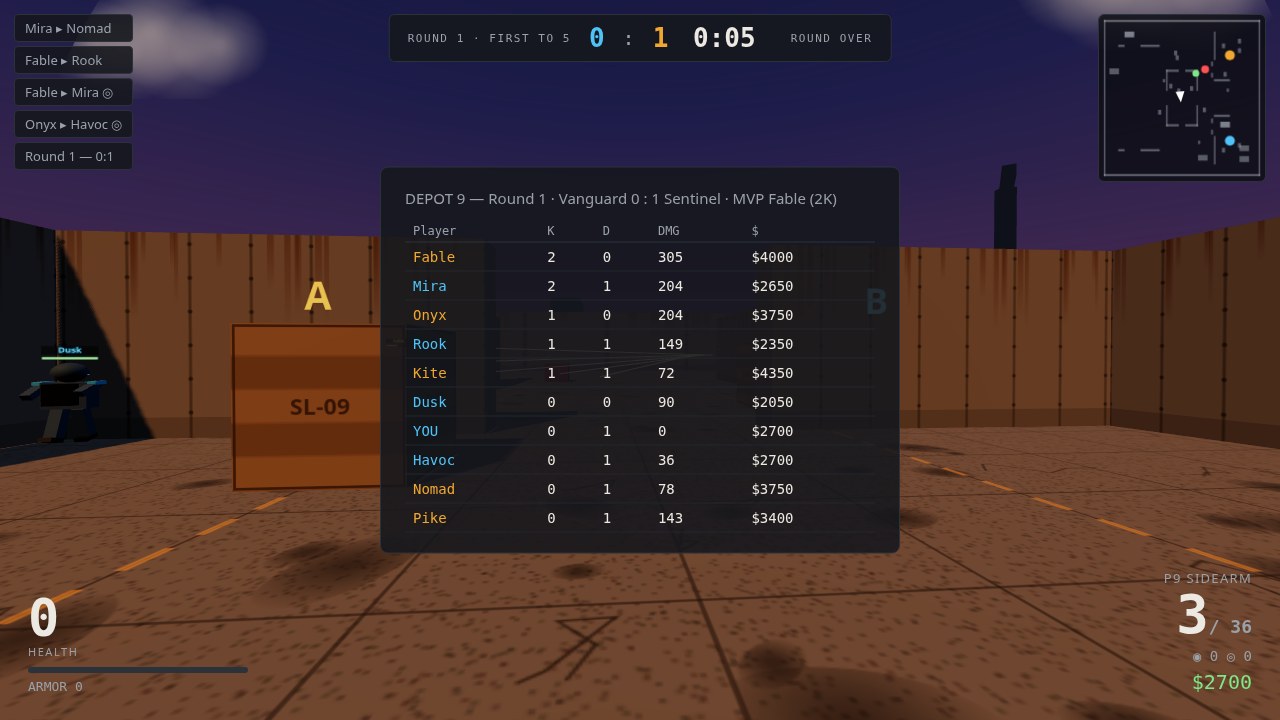 Mira ▸ Nomad
Fable ▸ Rook
Fable ▸ Mira ◎
Onyx ▸ Havoc ◎
Round 1 — 0:1
ROUND 1 · FIRST TO 5 0 : 1 0:05 ROUND OVER
DEPOT 9 — Round 1 · Vanguard 0 : 1 Sentinel · MVP Fable (2K)
Player K D DMG $
Fable 2 0 305 $4000
Mira 2 1 204 $2650
Onyx 1 0 204 $3750
Rook 1 1 149 $2350
Kite 1 1 72 $4350
Dusk 0 0 90 $2050
YOU 0 1 0 $2700
Havoc 0 1 36 $2700
Nomad 0 1 78 $3750
Pike 0 1 143 $3400
A
B
Dusk
SL-09
0
HEALTH
ARMOR 0
P9 SIDEARM
3 / 36
◉ 0 ◎ 0
$2700